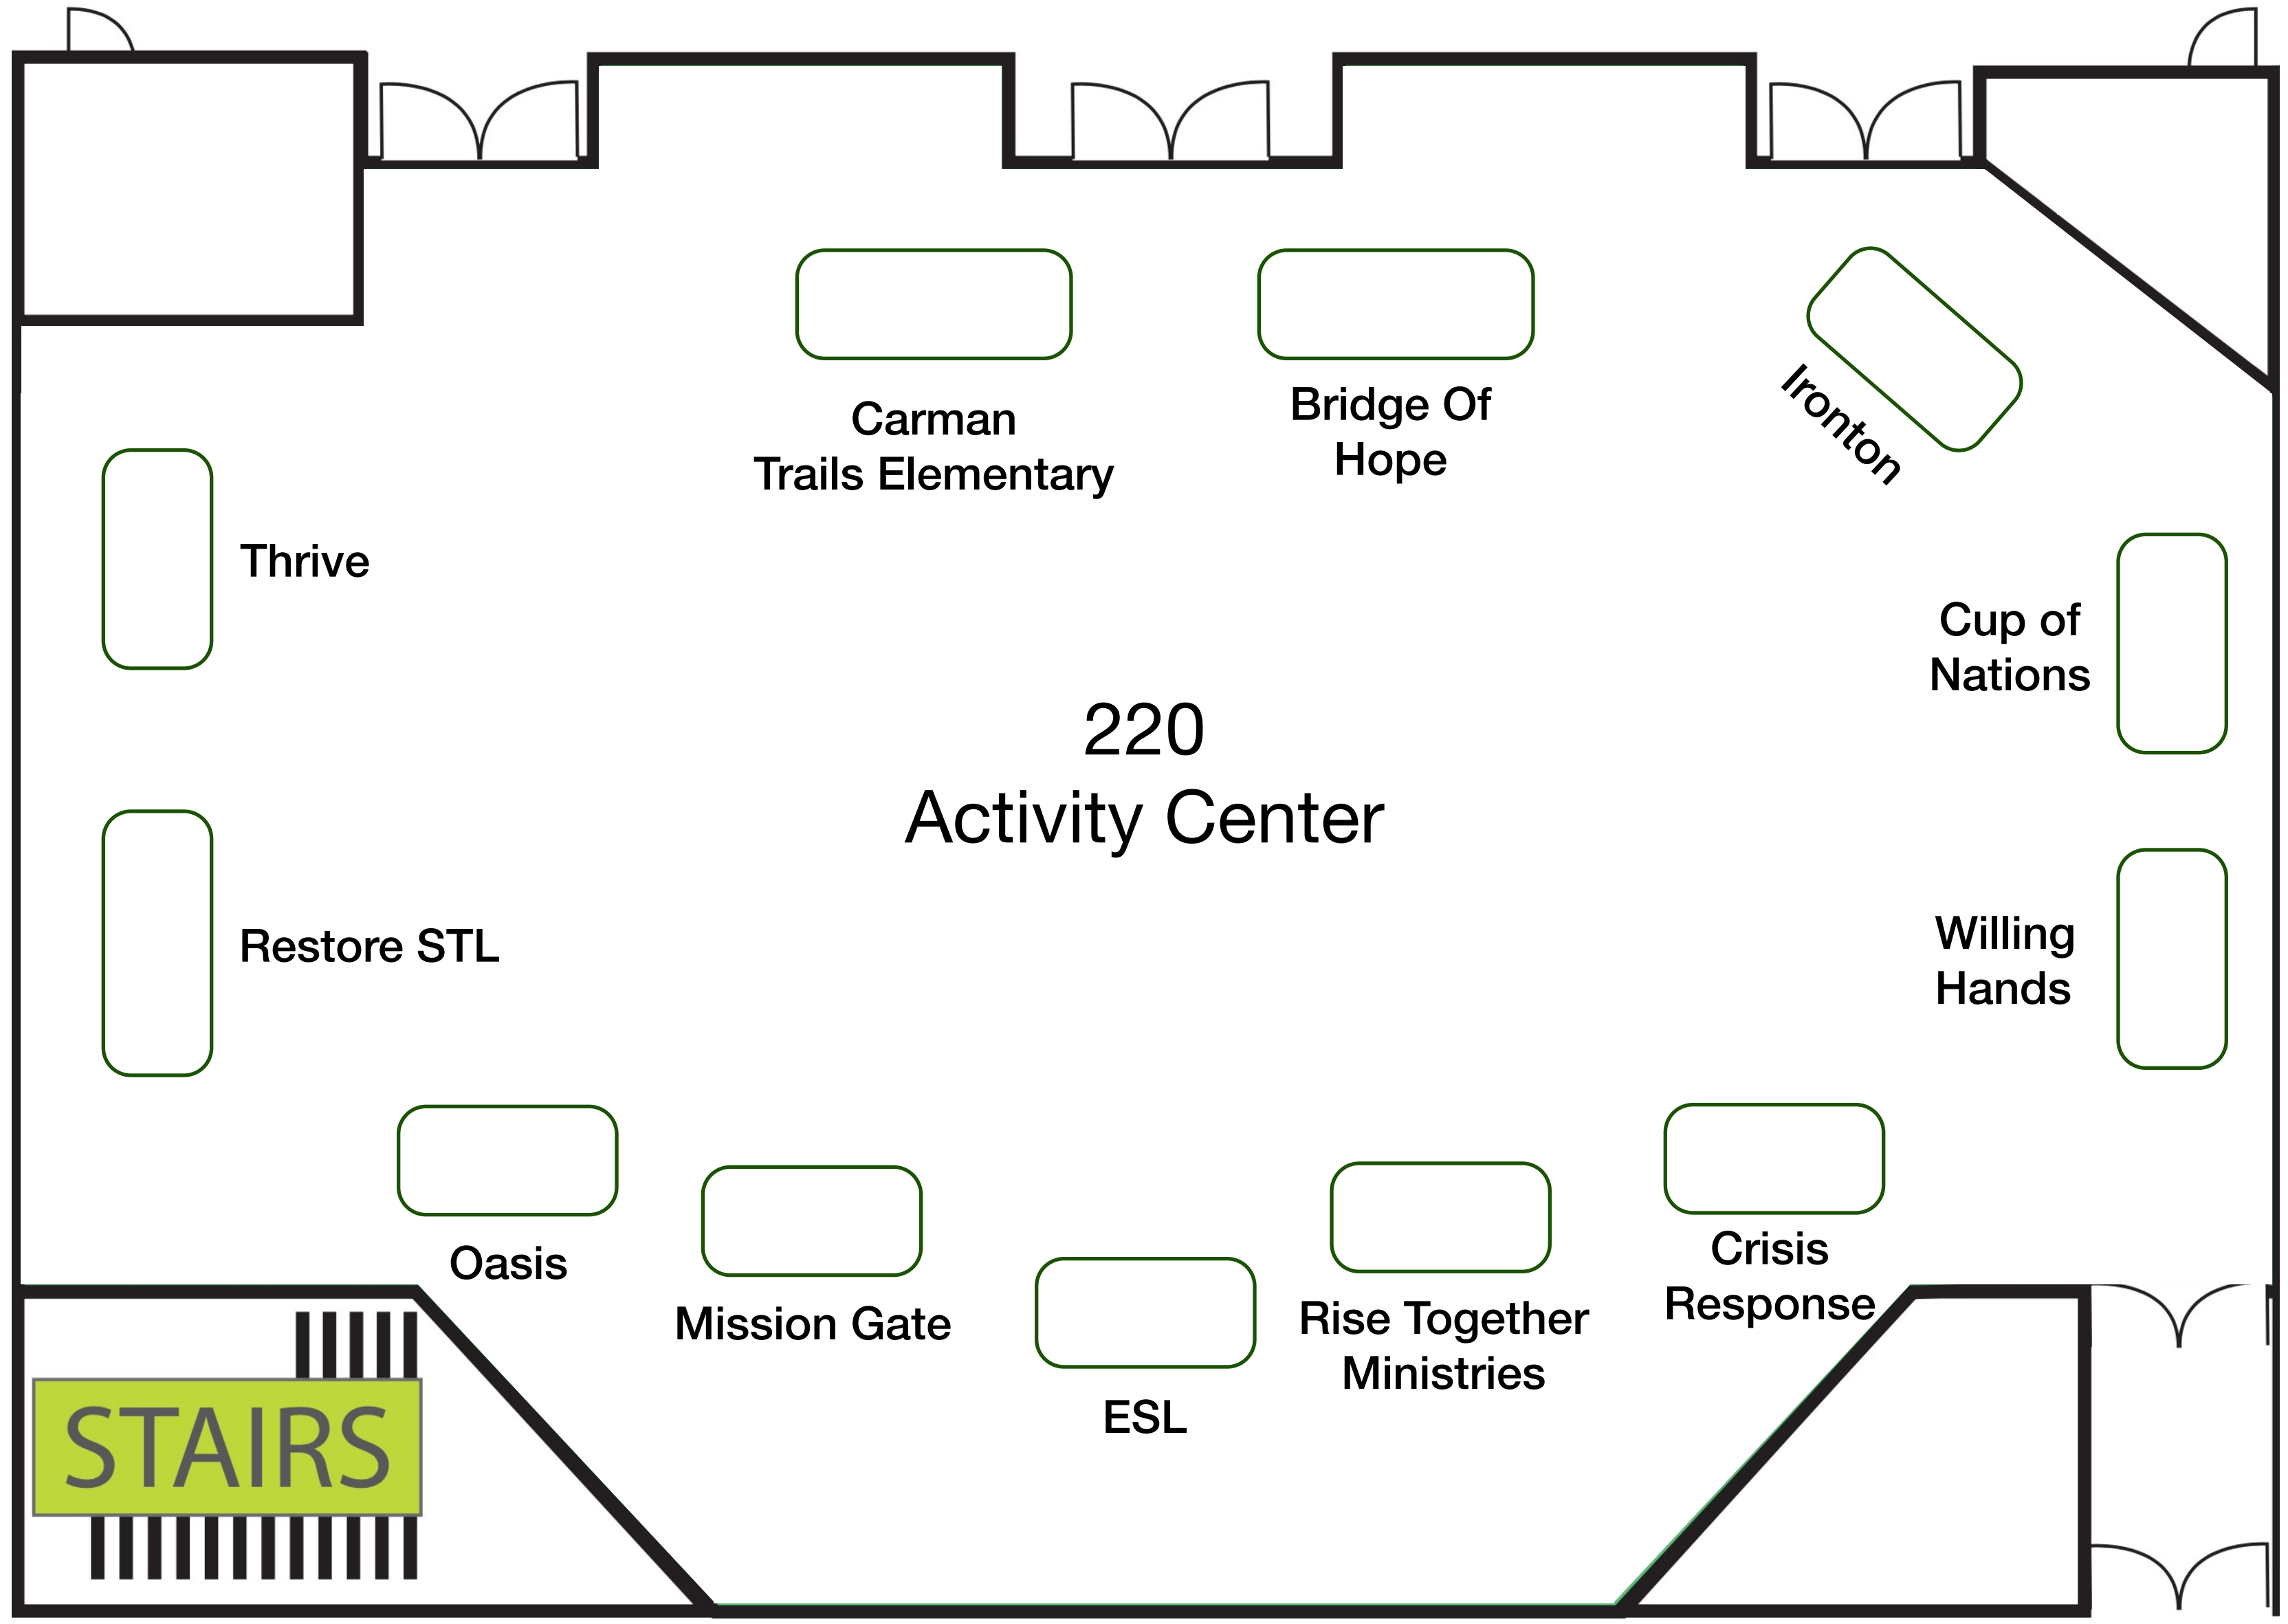 Carman
Trails Elementary
Bridge Of
Hope
Ironton
Thrive
Cup of
Nations
220
Activity Center
Restore STL
Willing
Hands
Oasis
Mission Gate
ESL
Rise Together
Ministries
Crisis
Response
STAIRS